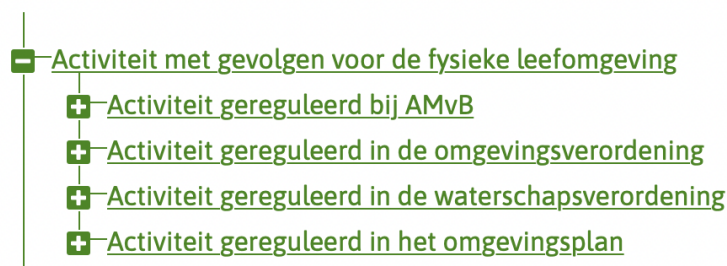 Activiteit met gevolgen voor de fysieke leefomgeving
Activiteit gereguleerd bij AMvB
Activiteit gereguleerd in de omgevingsverordening
Activiteit gereguleerd in de waterschapsverordening
Activiteit gereguleerd in het omgevingsplan